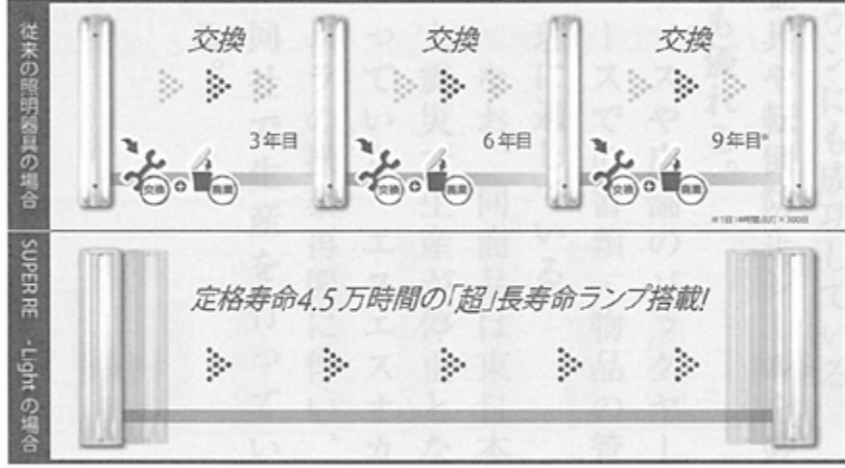 従来の照明器具の場合
交換
交換
交換
3年目
6年目
9年目*
交換 + 廃棄
交換 + 廃棄
交換 + 廃棄
SUPER RE - Light の場合
定格寿命4.5万時間の｢超｣長寿命ランプ搭載!